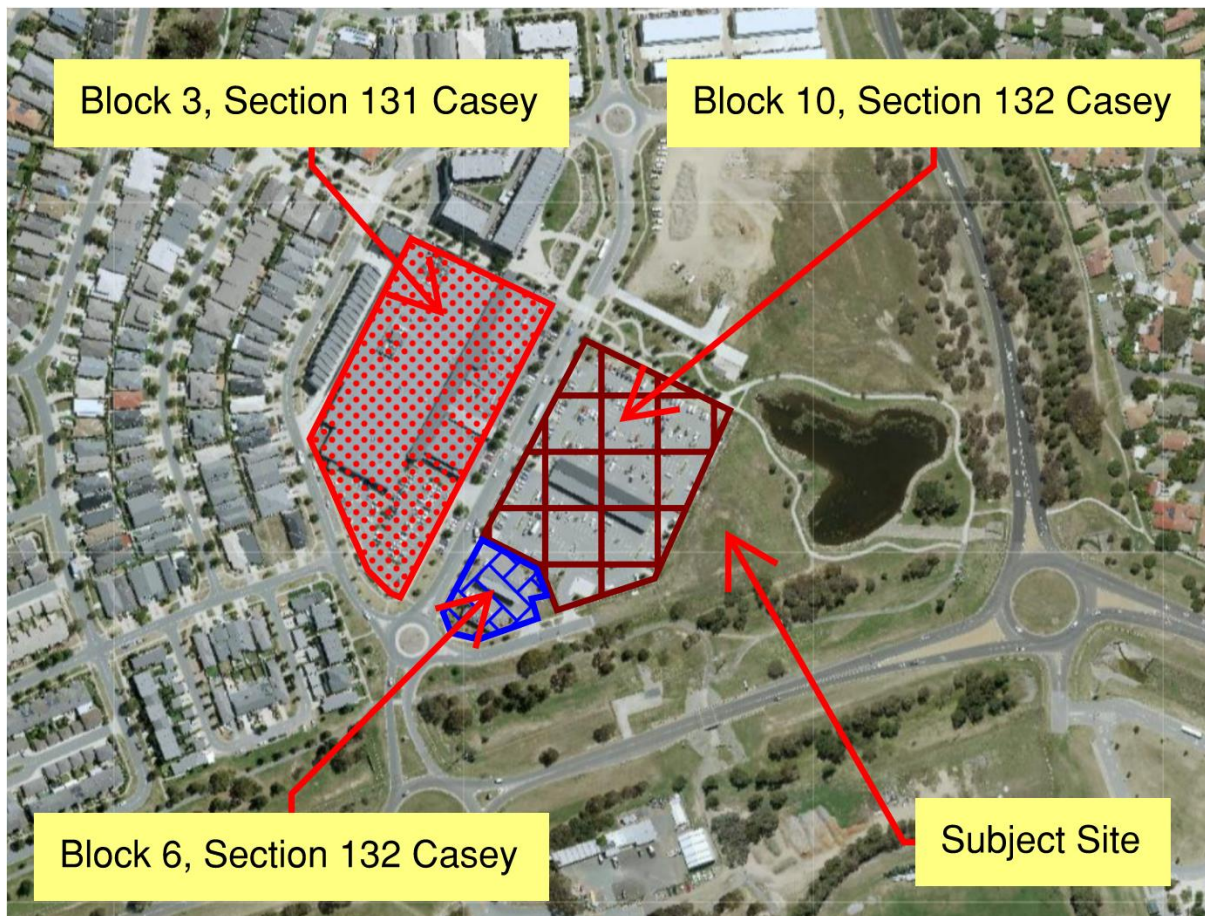 Block 3, Section 131 Casey
Block 10, Section 132 Casey
Block 6, Section 132 Casey
Subject Site